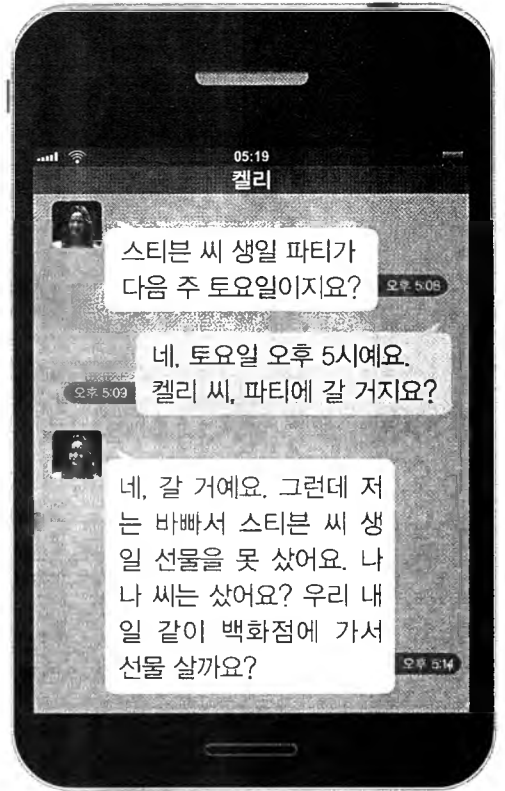 05:19
켈리
스티븐 씨 생일 파티가
다음 주 토요일이지요?
오후 5:08
네, 토요일 오후 5시예요.
켈리 씨, 파티에 갈 거지요?
오후 5:09
네, 갈 거예요. 그런데 저
는 바빠서 스티븐 씨 생
일 선물을 못 샀어요. 나
나 씨는 샀어요? 우리 내
일 같이 백화점에 가서
선물 살까요?
오후 5:14